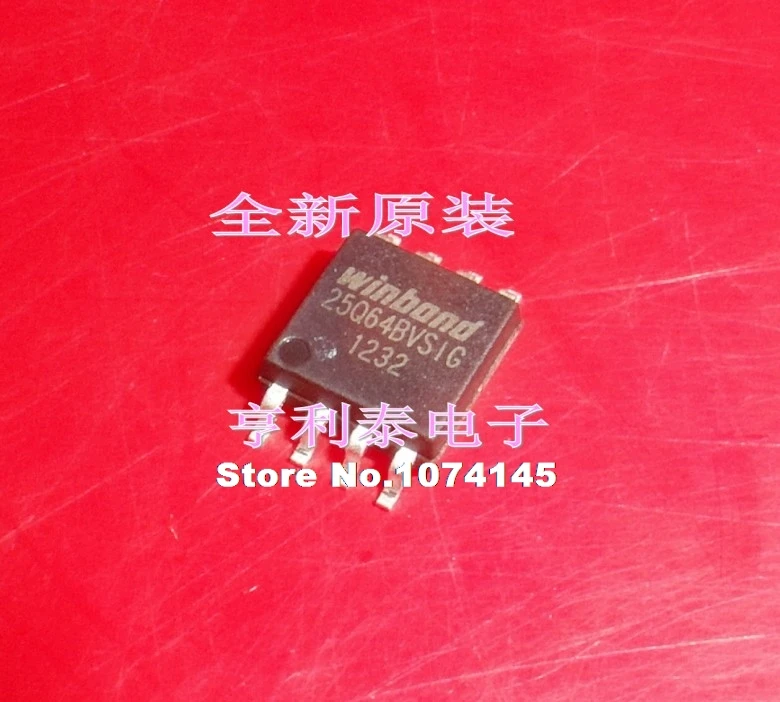 全新原装
winbond
25Q64BVSIG
1232
亨利泰电子
Store No.1074145